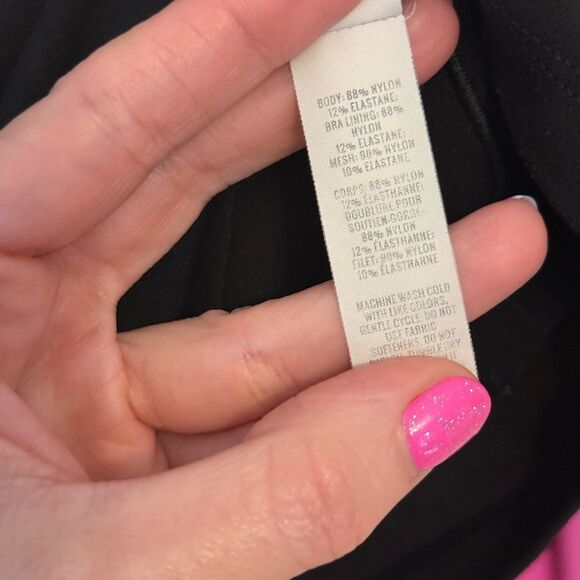 BODY: 88% NYLON
12% ELASTANE;
BRA LINING: 88%
NYLON
12% ELASTANE;
MESH: 90% NYLON
10% ELASTANE
CORPS: 88% NYLON
12% ELASTHANNE;
DOUBLURE POUR
SOUTIEN-GORGE:
88% NYLON
12% ELASTHANNE;
FILET: 90% NYLON
10% ELASTHANNE
MACHINE WASH COLD
WITH LIKE COLORS,
GENTLE CYCLE. DO NOT
USE FABRIC
SOFTENERS. DO NOT
TUMBLE DRY